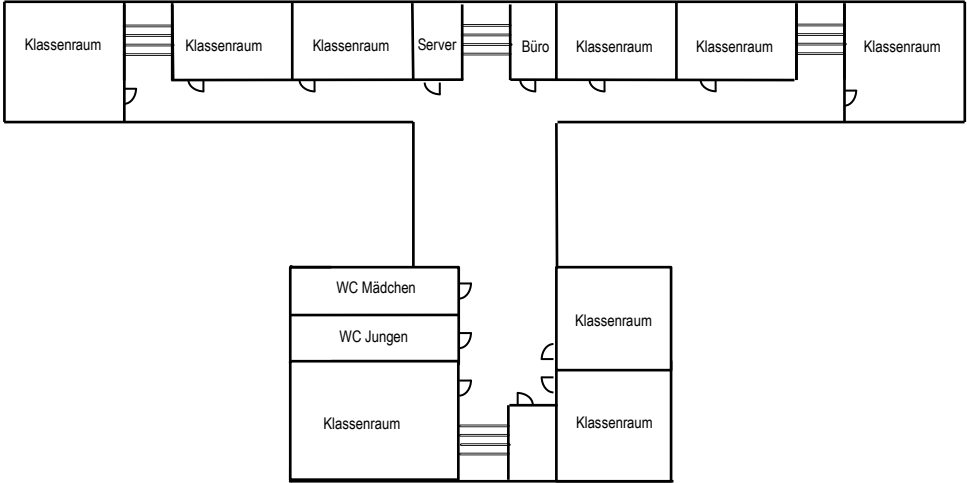 Klassenraum
Klassenraum
Klassenraum
Server
Büro
Klassenraum
Klassenraum
Klassenraum
WC Mädchen
WC Jungen
Klassenraum
Klassenraum
Klassenraum